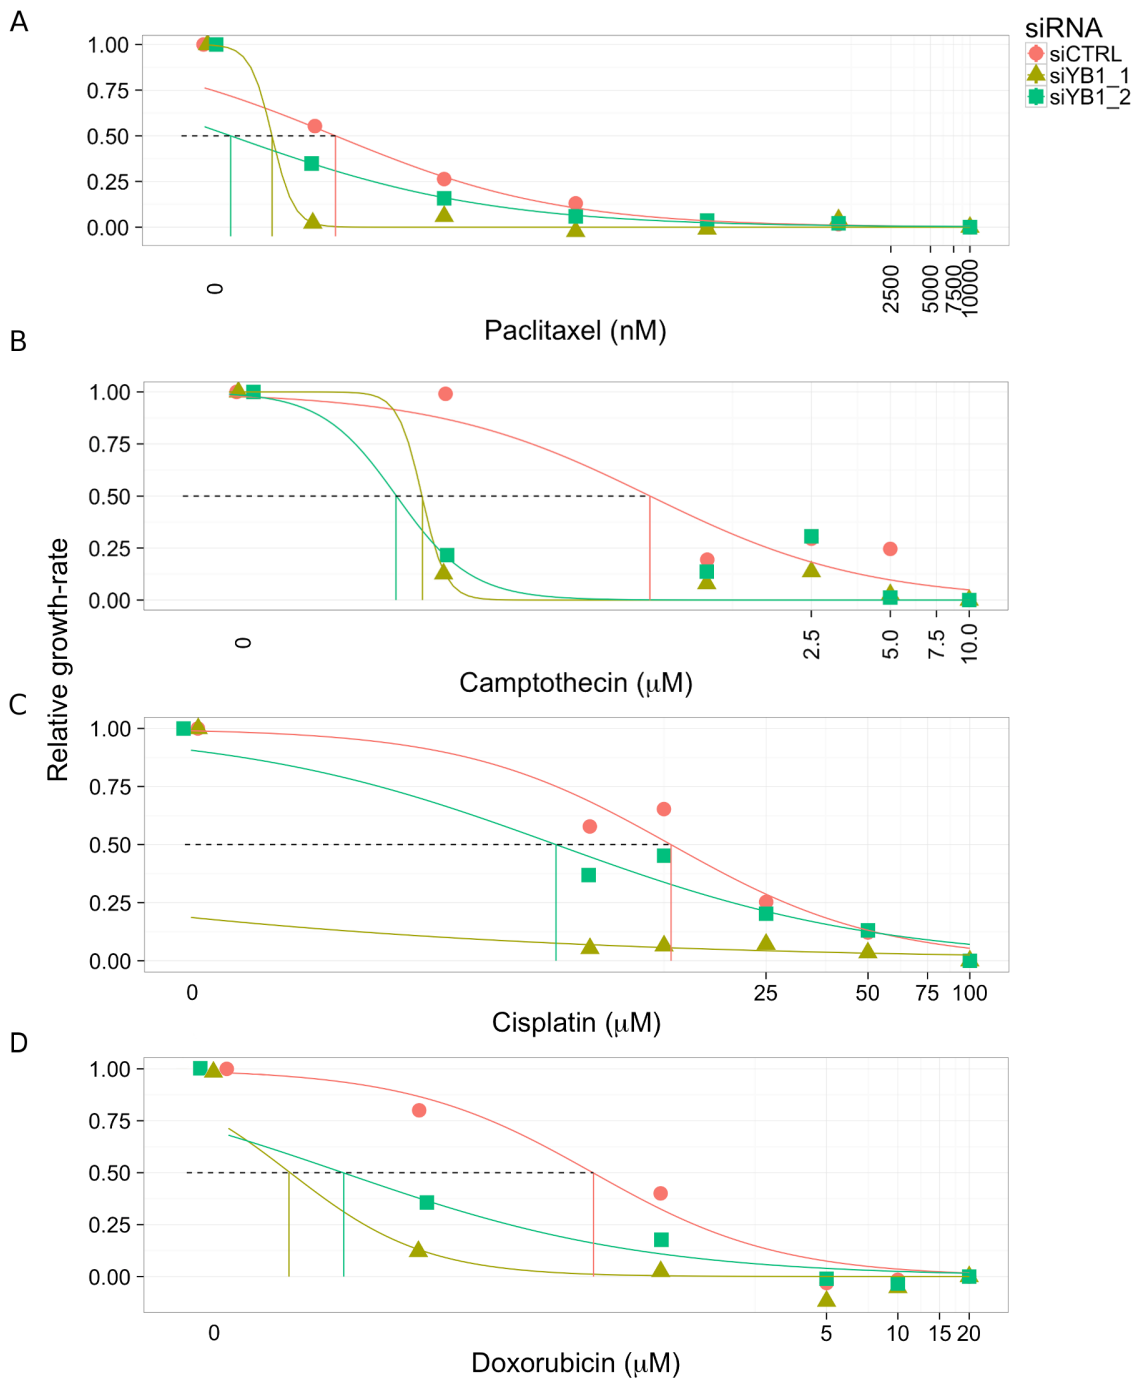 A
siRNA
siCTRL
siYB1_1
siYB1_2
1.00
0.75
0.50
0.25
0.00
0
2500
5000
7500
10000
Paclitaxel (nM)
B
1.00
0.75
0.50
0.25
0.00
0
2.5
5.0
7.5
10.0
Camptothecin (μM)
Relative growth-rate
C
1.00
0.75
0.50
0.25
0.00
0 25 50 75 100
Cisplatin (μM)
D
1.00
0.75
0.50
0.25
0.00
0 5 10 15 20
Doxorubicin (μM)